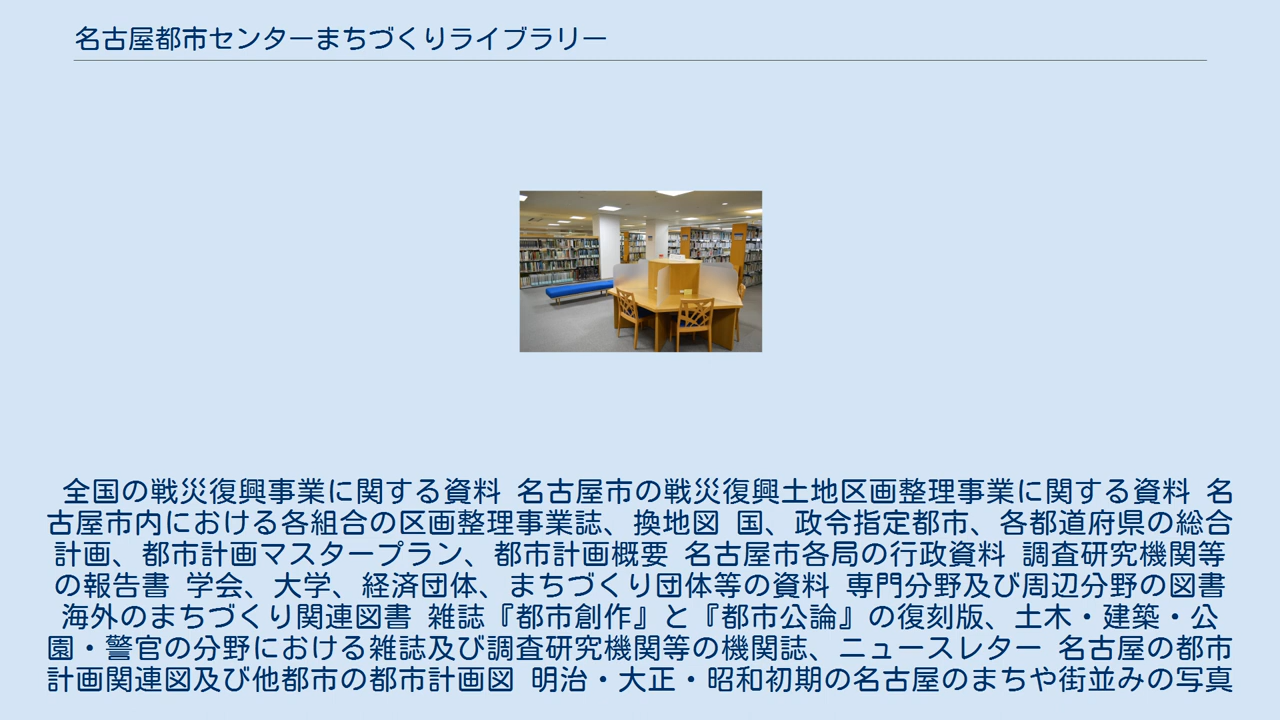 名古屋都市センターまちづくりライブラリー
全国の戦災復興事業に関する資料 名古屋市の戦災復興土地区画整理事業に関する資料 名
古屋市内における各組合の区画整理事業誌、換地図 国、政令指定都市、各都道府県の総合
計画、都市計画マスタープラン、都市計画概要 名古屋市各局の行政資料 調査研究機関等
の報告書 学会、大学、経済団体、まちづくり団体等の資料 専門分野及び周辺分野の図書
海外のまちづくり関連図書 雑誌『都市創作』と『都市公論』の復刻版、土木・建築・公
園・警官の分野における雑誌及び調査研究機関等の機関誌、ニュースレター 名古屋の都市
計画関連図及び他都市の都市計画図 明治・大正・昭和初期の名古屋のまちや街並みの写真